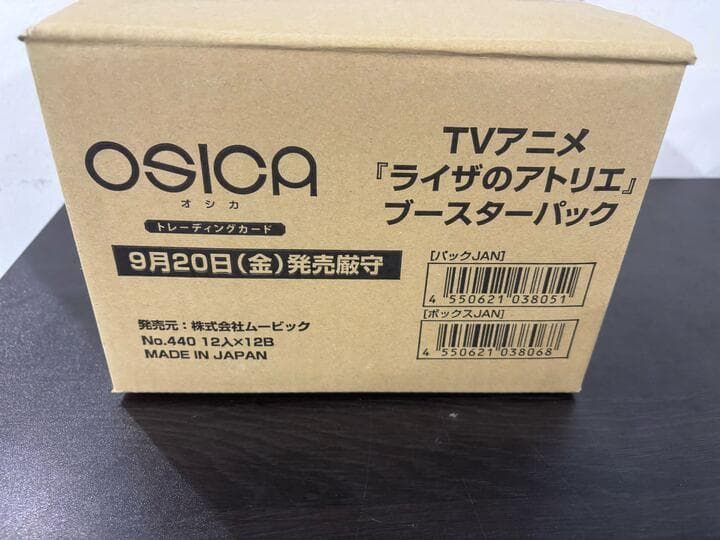 OSICA
オシカ
トレーディングカード
9月20日(金)発売厳守
発売元：株式会社ムービック
No.440 12入×12B
MADE IN JAPAN
TVアニメ
『ライザのアトリエ』
ブースターパック
[パックJAN]
4 550621 038051
[ボックスJAN]
4 550621 038068